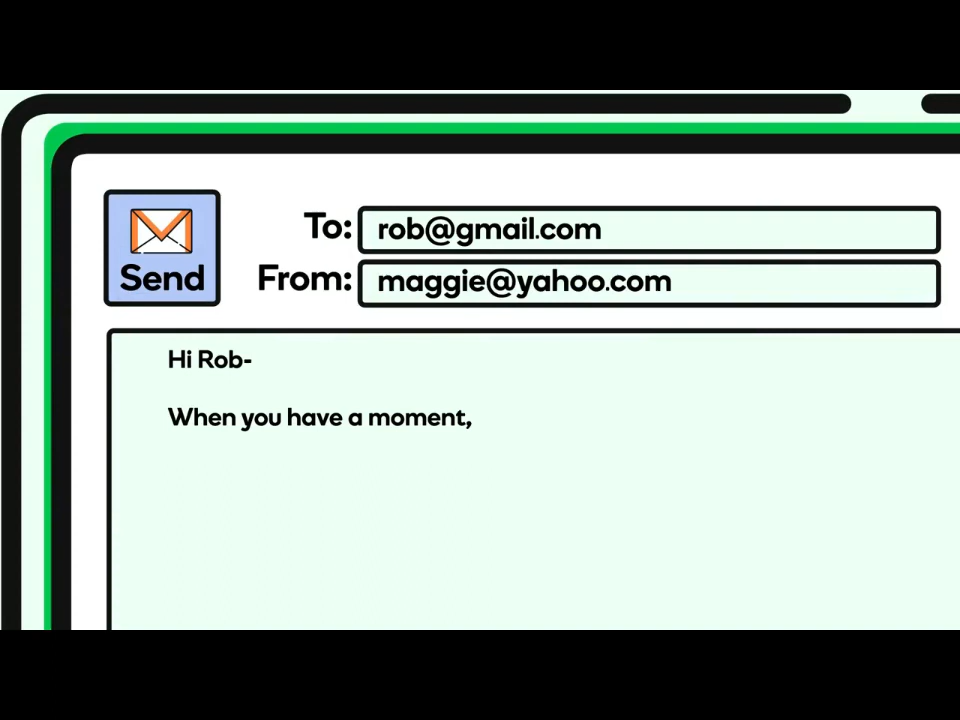 Send
To: rob@gmail.com
From: maggie@yahoo.com
Hi Rob-
When you have a moment,